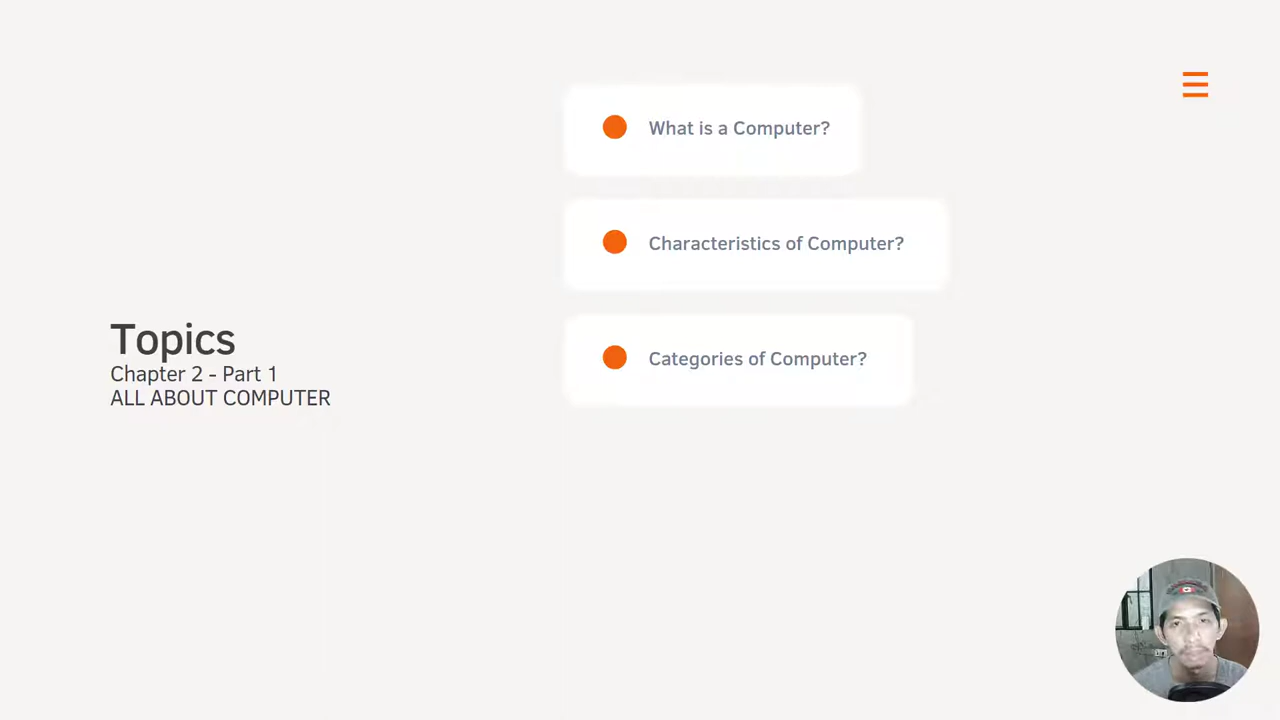 Topics
Chapter 2 - Part 1
ALL ABOUT COMPUTER
What is a Computer?
Characteristics of Computer?
Categories of Computer?